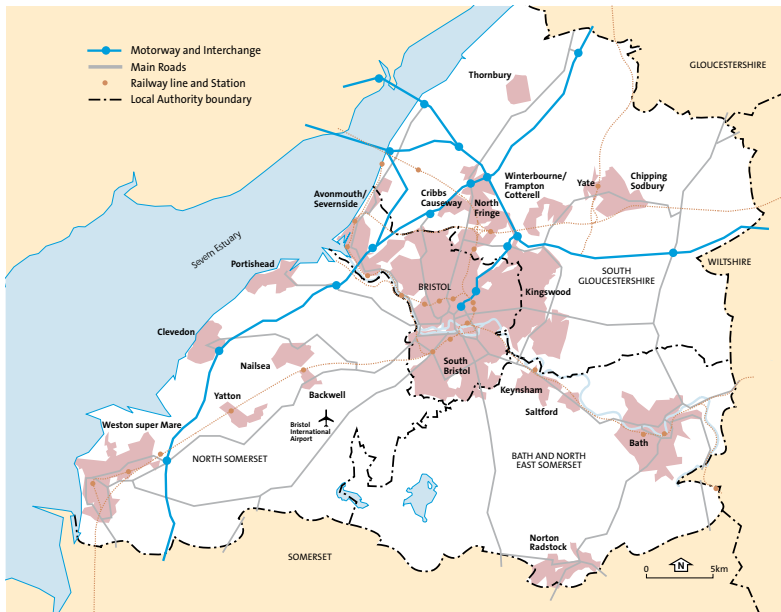 Motorway and Interchange
Main Roads
Railway line and Station
Local Authority boundary
GLOUCESTERSHIRE
Thornbury
Avonmouth/
Severnside
Cribbs
Causeway
North
Fringe
Winterbourne/
Frampton
Cotterell
Yate
Chipping
Sodbury
Severn Estuary
Portishead
BRISTOL
Kingswood
SOUTH
GLOUCESTERSHIRE
WILTSHIRE
Clevedon
Nailsea
South
Bristol
Yatton
Backwell
Keynsham
Saltford
Weston super Mare
Bristol
International
Airport
NORTH SOMERSET
BATH AND NORTH
EAST SOMERSET
Bath
SOMERSET
Norton
Radstock
N
0
5km